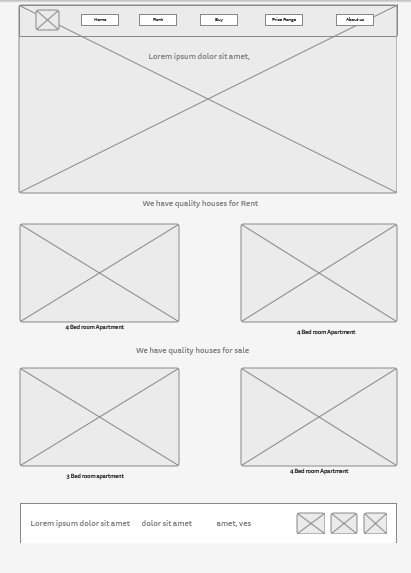 Home Rent Buy Price Range About us
Lorem ipsum dolor sit amet,
We have quality houses for Rent
4 Bed room Apartment 4 Bed room Apartment
We have quality houses for sale
3 Bed room apartment 4 Bed room Apartment
Lorem ipsum dolor sit amet dolor sit amet amet, ves